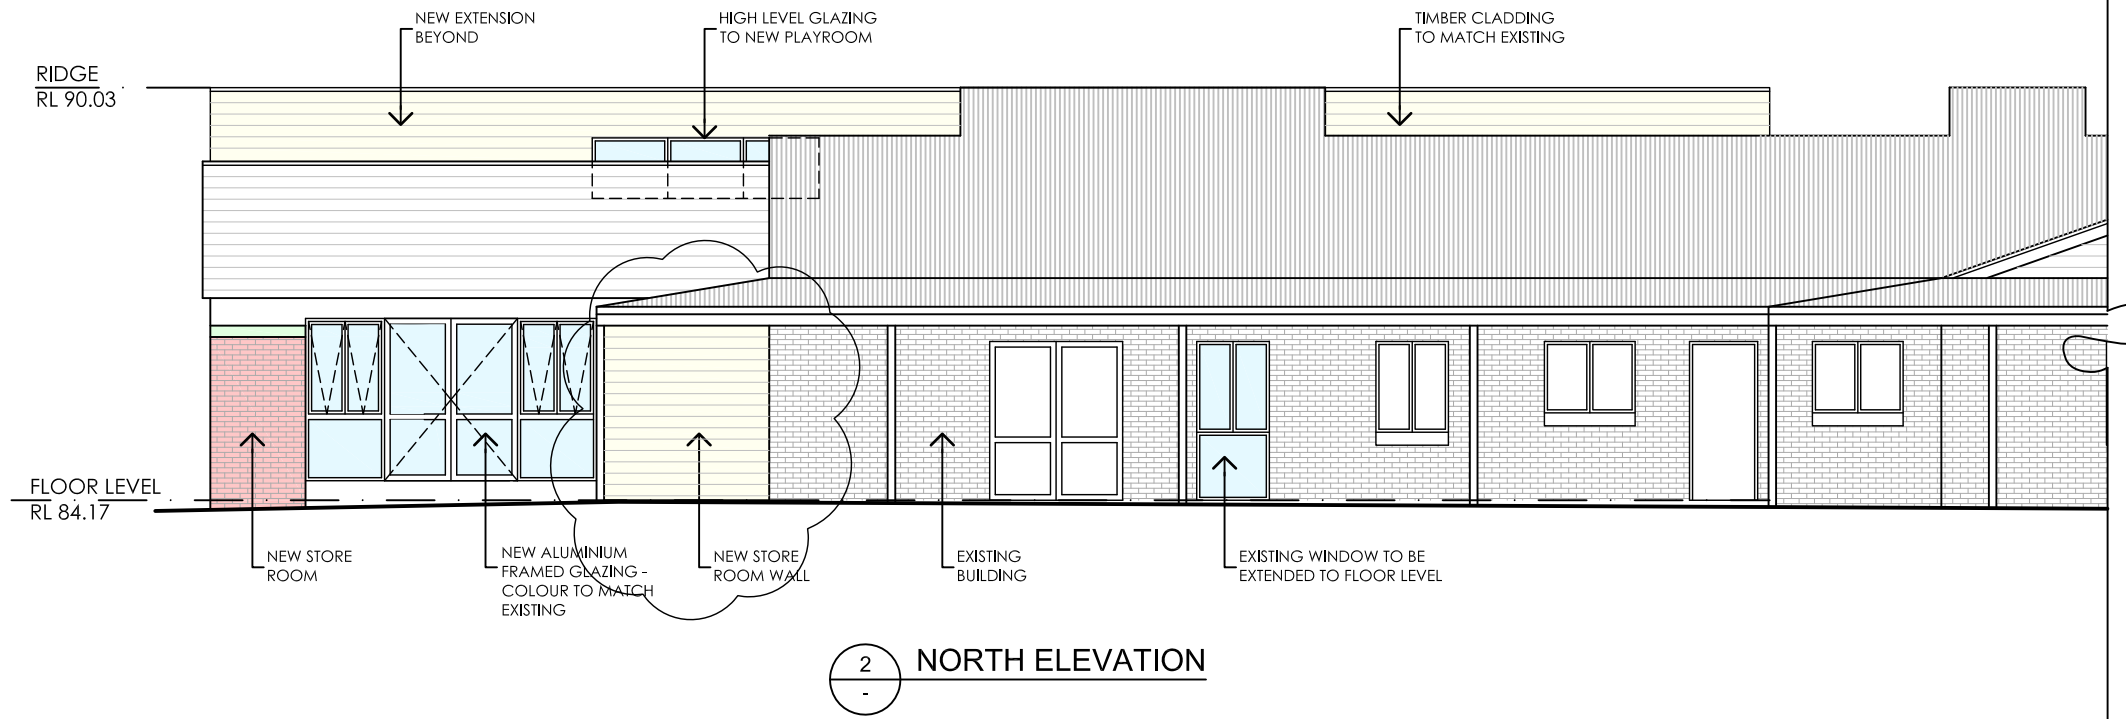 NEW EXTENSION
BEYOND
HIGH LEVEL GLAZING
TO NEW PLAYROOM
TIMBER CLADDING
TO MATCH EXISTING
RIDGE
RL 90.03
FLOOR LEVEL
RL 84.17
NEW STORE
ROOM
NEW ALUMINIUM
FRAMED GLAZING -
COLOUR TO MATCH
EXISTING
NEW STORE
ROOM WALL
EXISTING
BUILDING
EXISTING WINDOW TO BE
EXTENDED TO FLOOR LEVEL
2
-
NORTH ELEVATION